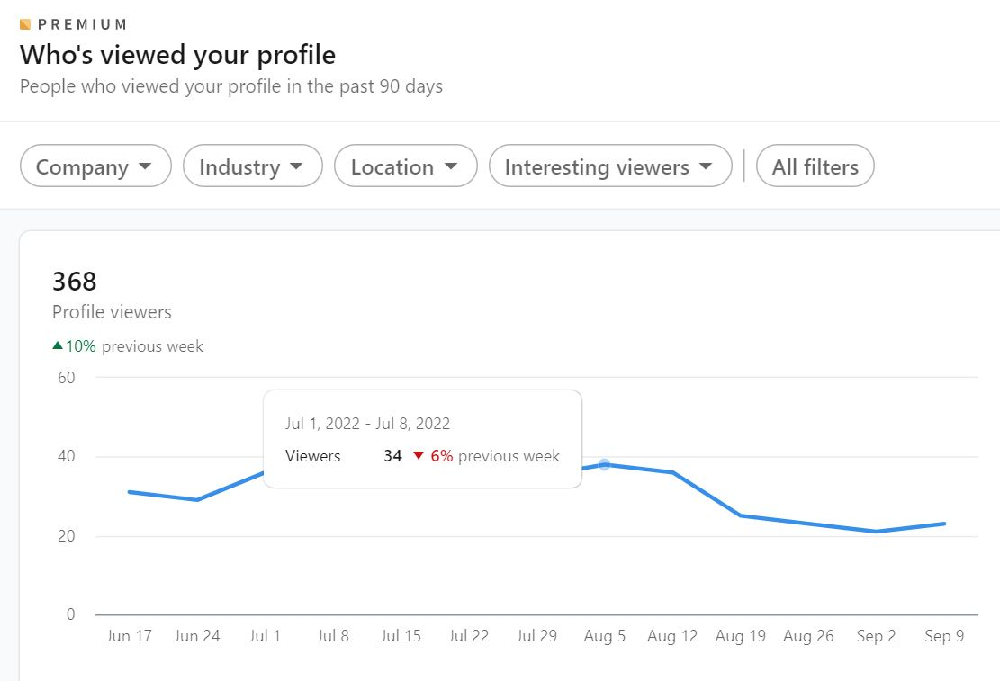 PREMIUM
Who's viewed your profile
People who viewed your profile in the past 90 days
Company Industry Location Interesting viewers All filters
368
Profile viewers
10% previous week
60
Jul 1, 2022 - Jul 8, 2022
40
Viewers 34 6% previous week
20
0
Jun 17 Jun 24 Jul 1 Jul 8 Jul 15 Jul 22 Jul 29 Aug 5 Aug 12 Aug 19 Aug 26 Sep 2 Sep 9